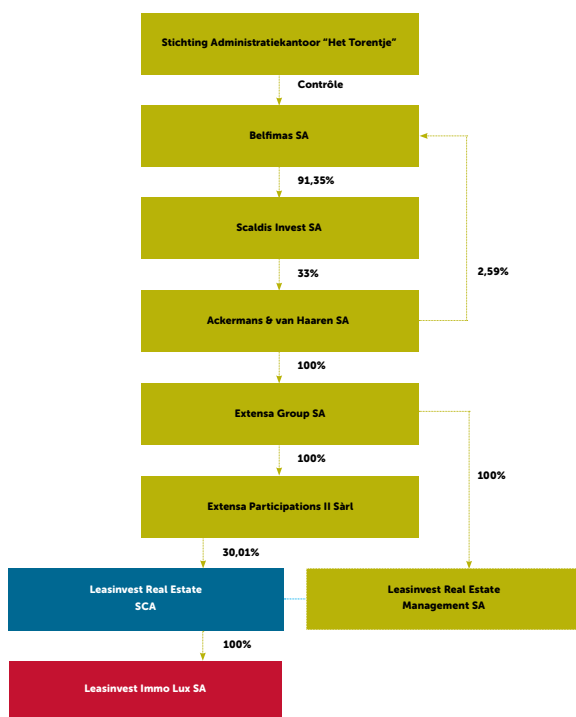 Stichting Administratiekantoor “Het Torentje”
Contrôle
Belfimas SA
91,35%
Scaldis Invest SA
33%
2,59%
Ackermans & van Haaren SA
100%
Extensa Group SA
100%
100%
Extensa Participations II Sàrl
30,01%
Leasinvest Real Estate
SCA
Leasinvest Real Estate
Management SA
100%
Leasinvest Immo Lux SA